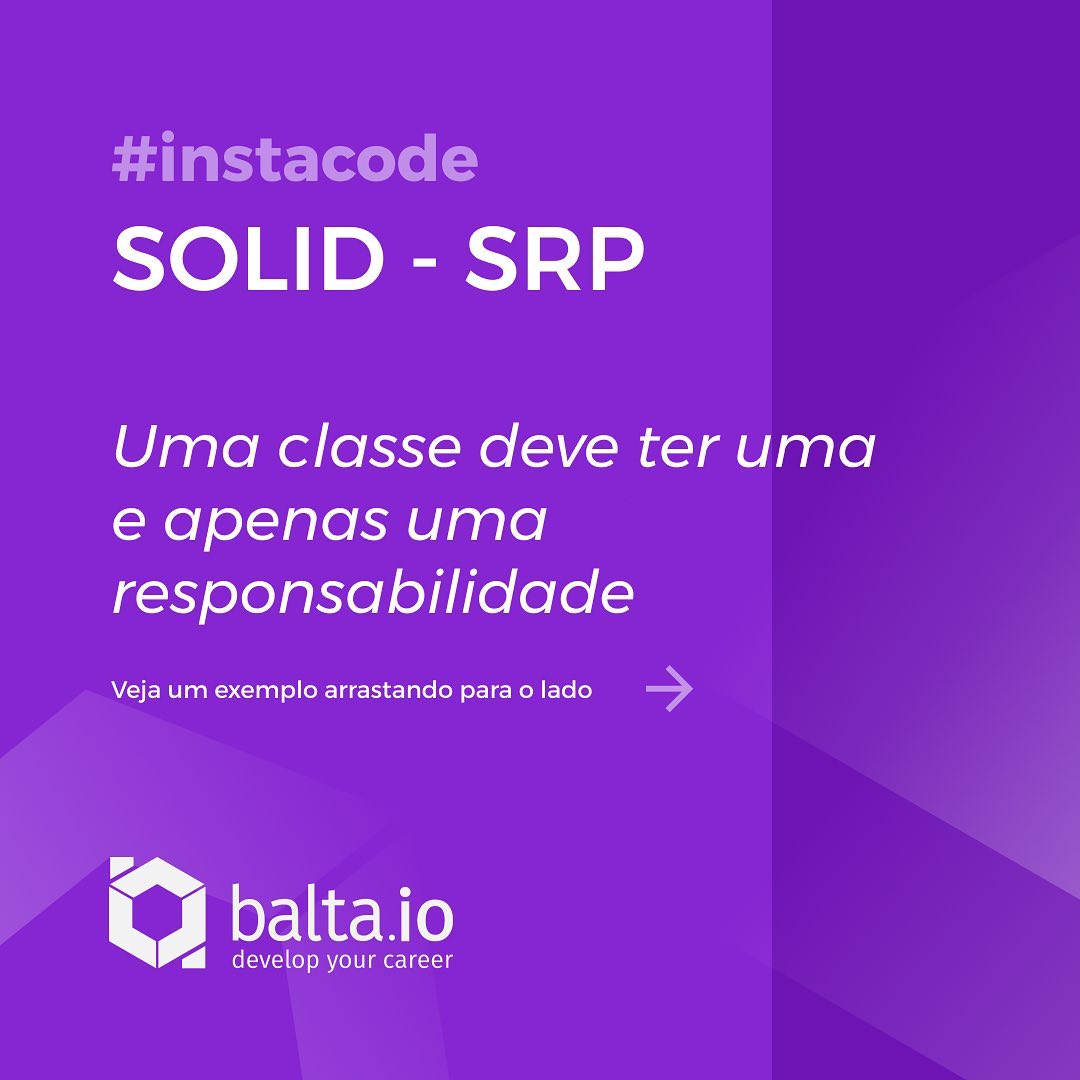 #instacode
SOLID - SRP
Uma classe deve ter uma
e apenas uma
responsabilidade
Veja um exemplo arrastando para o lado
balta.io
develop your career